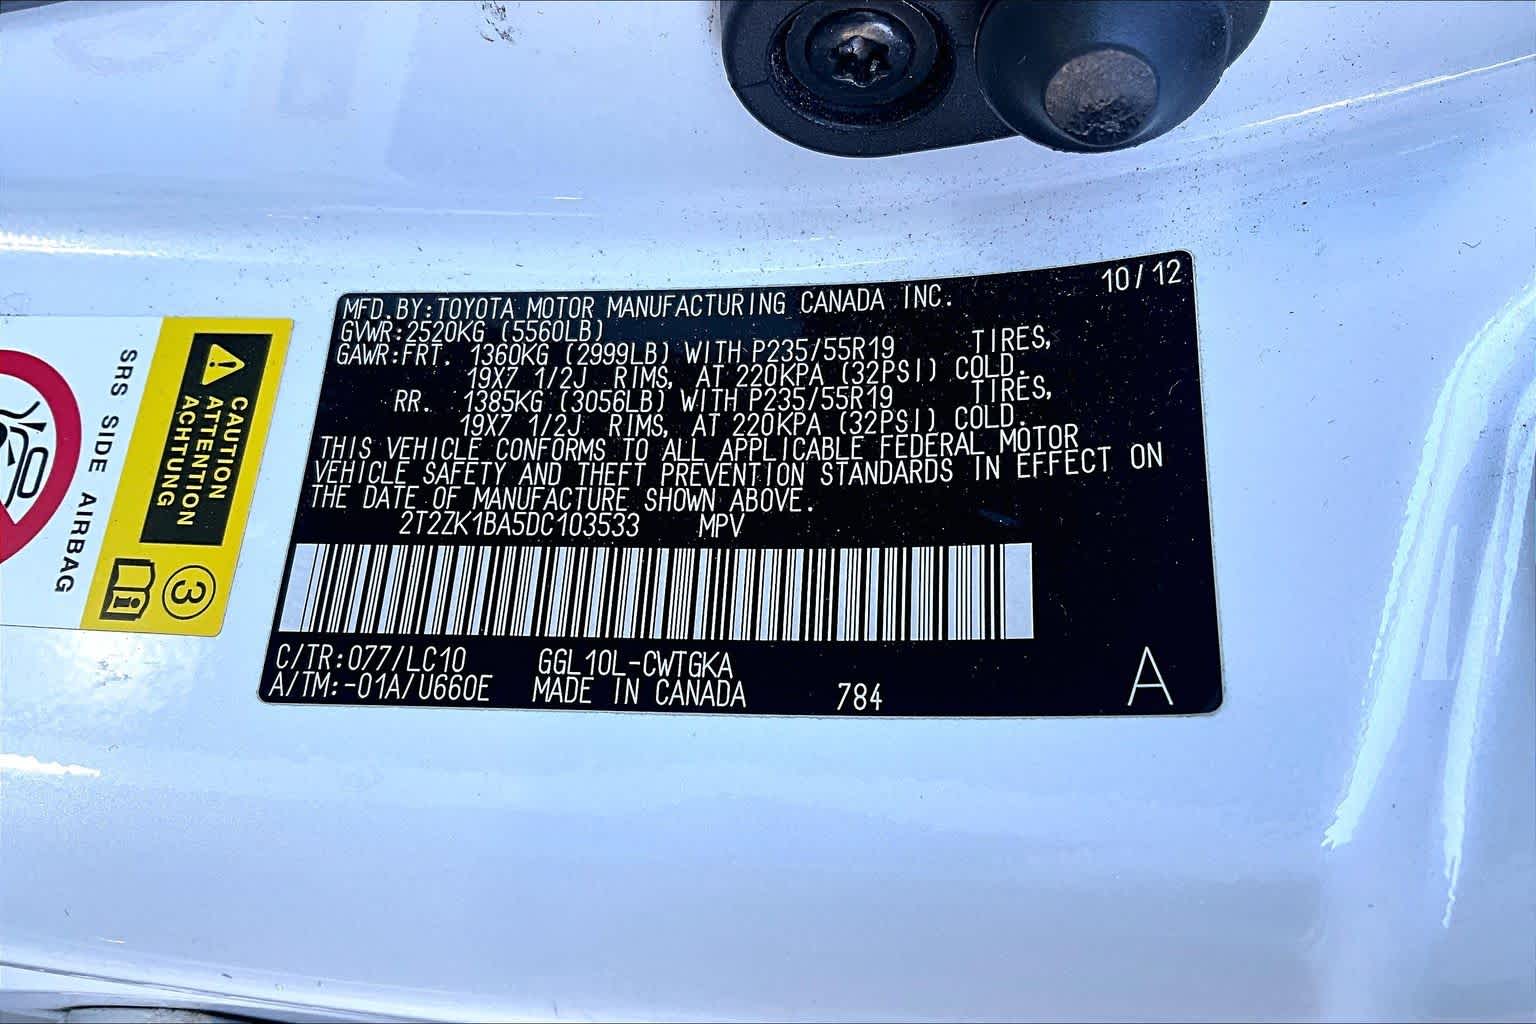 10/12
MFD.BY:TOYOTA MOTOR MANUFACTURING CANADA INC.
GVWR:2520KG (5560LB)
GAWR:FRT. 1360KG (2999LB) WITH P235/55R19 TIRES,
19X7 1/2J RIMS, AT 220KPA (32PSI) COLD.
RR. 1385KG (3056LB) WITH P235/55R19 TIRES,
19X7 1/2J RIMS, AT 220KPA (32PSI) COLD.
THIS VEHICLE CONFORMS TO ALL APPLICABLE FEDERAL MOTOR
VEHICLE SAFETY AND THEFT PREVENTION STANDARDS IN EFFECT ON
THE DATE OF MANUFACTURE SHOWN ABOVE.
2T2ZK1BA5DC103533 MPV
C/TR:077/LC10 GGL10L-CWTGKA
A/TM:-01A/U660E MADE IN CANADA 784 A
CAUTION
ATTENTION
ACHTUNG
3
SRS SIDE AIRBAG